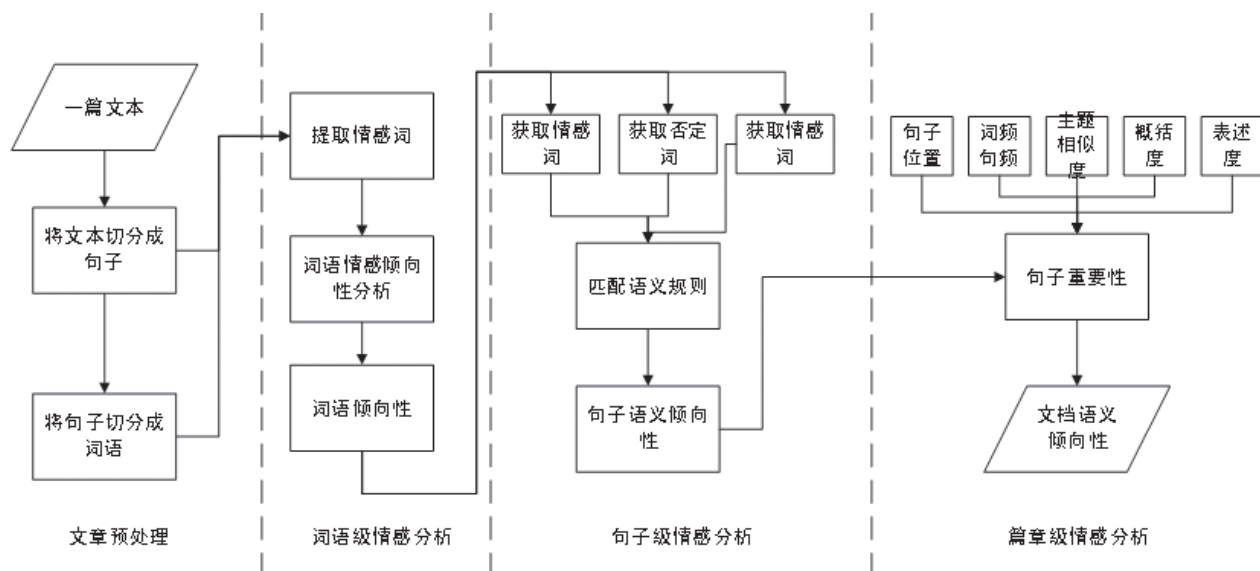 一篇文本
将文本切分成
句子
将句子切分成
词语
文章预处理
提取情感词
词语情感倾向
性分析
词语倾向性
词语级情感分析
获取情感
词
获取否定
词
获取情感
词
匹配语义规则
句子语义倾向
性
句子级情感分析
句子
位置
词频
句频
主题
相似
度
概括
度
表述
度
句子重要性
文档语义
倾向性
篇章级情感分析